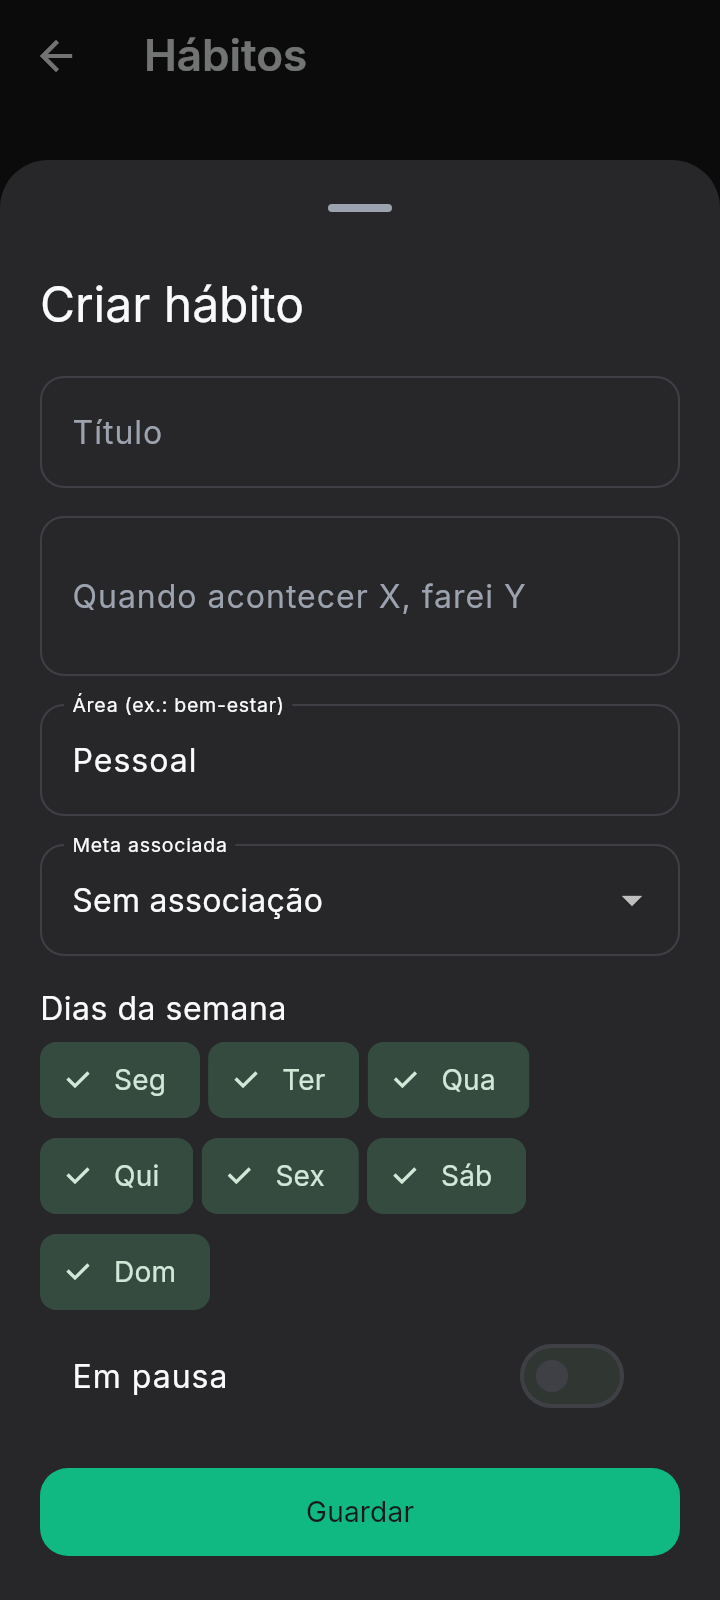 Hábitos
Criar hábito
Título
Quando acontecer X, farei Y
Área (ex.: bem-estar)
Pessoal
Meta associada
Sem associação
Dias da semana
Seg Ter Qua
Qui Sex Sáb
Dom
Em pausa
Guardar